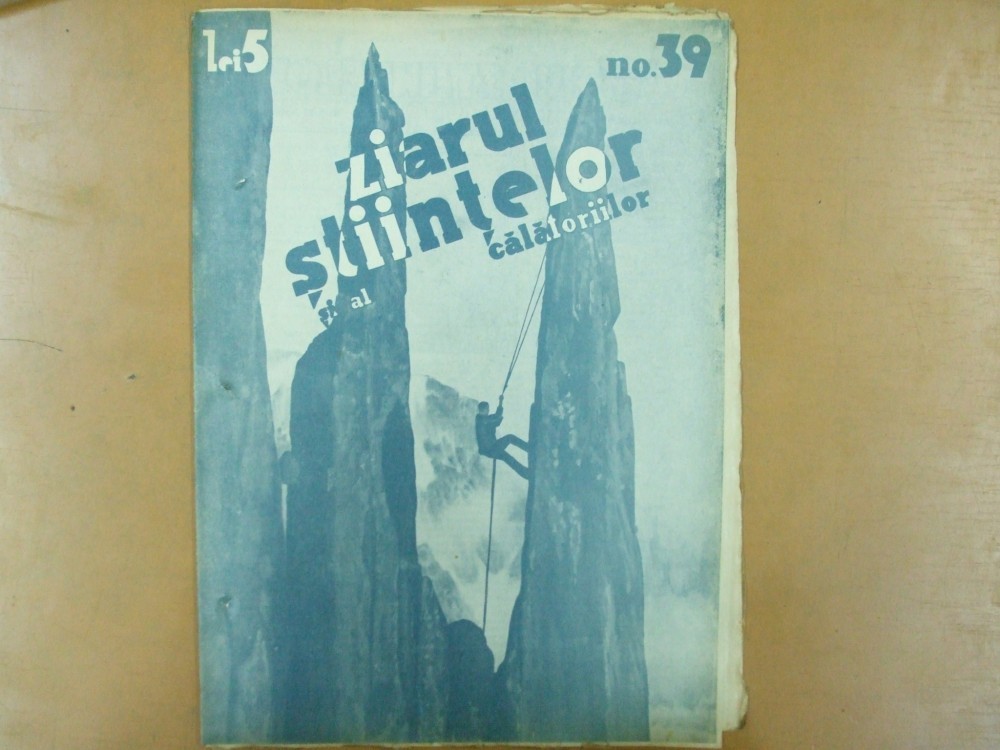 lei 5
no. 39
ziarul
științelor
și al călătoriilor